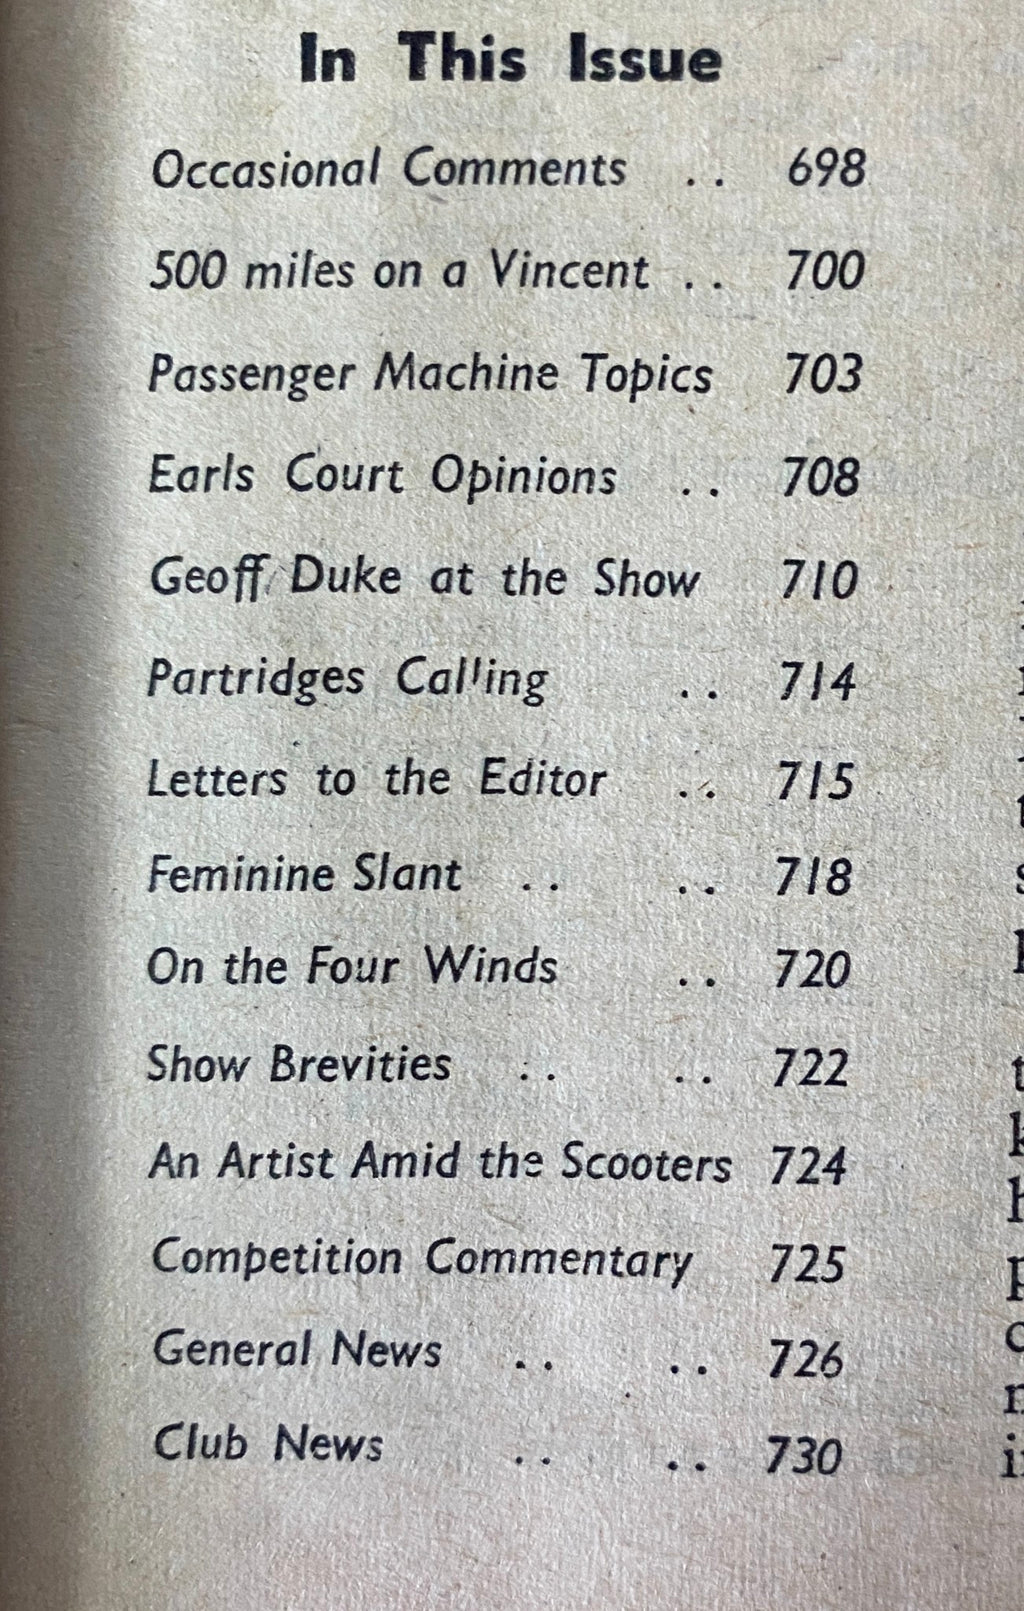 In This Issue
Occasional Comments .. 698
500 miles on a Vincent .. 700
Passenger Machine Topics 703
Earls Court Opinions .. 708
Geoff Duke at the Show 710
Partridges Calling .. 714
Letters to the Editor .. 715
Feminine Slant .. .. 718
On the Four Winds .. 720
Show Brevities .. .. 722
An Artist Amid the Scooters 724
Competition Commentary 725
General News .. .. 726
Club News .. .. 730